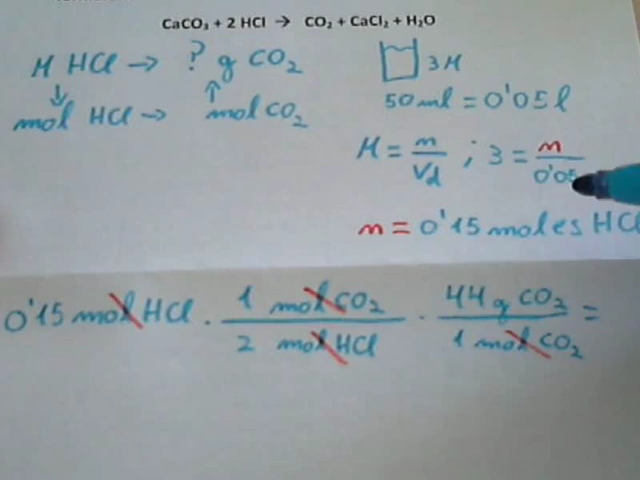 CaCO₃ + 2 HCl → CO₂ + CaCl₂ + H₂O
M HCl → ? g CO₂
↓ ↑
mol HCl → mol CO₂
3M
50 ml = 0'05 l
M = n/Vd ; 3 = n/0'05
n = 0'15 moles HCl
0'15 mol HCl · 1 mol CO₂/2 mol HCl · 44 g CO₂/1 mol CO₂ =